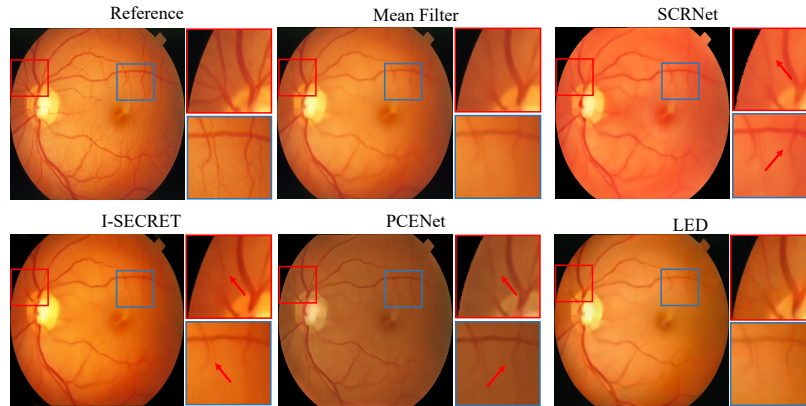 Reference
Mean Filter
SCRNet
I-SECRET
PCENet
LED